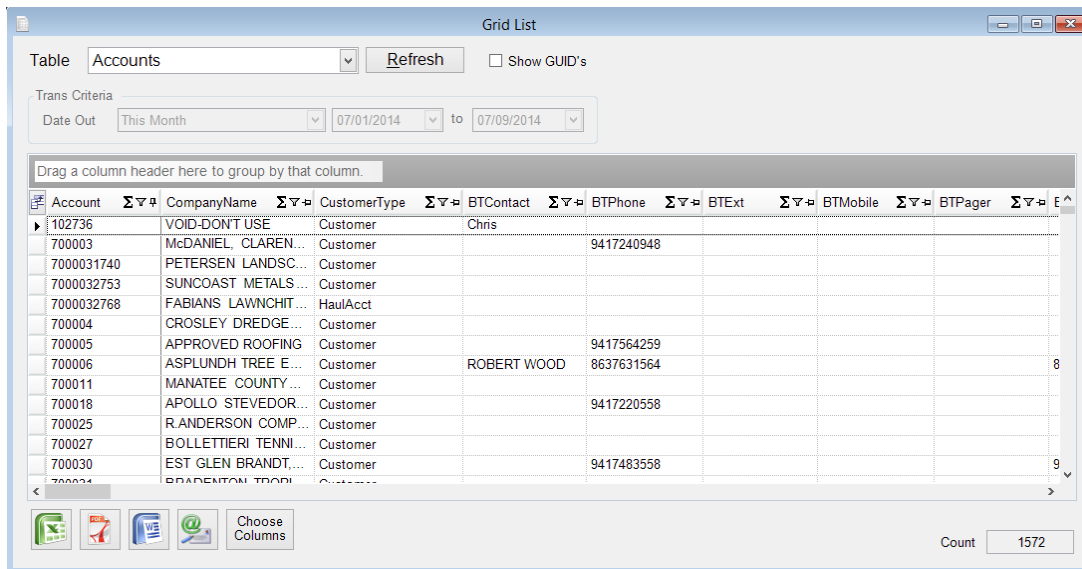 Grid List
Table Accounts Refresh Show GUID's
Trans Criteria
Date Out This Month 07/01/2014 to 07/09/2014
Drag a column header here to group by that column.
Account CompanyName CustomerType BTContact BTPhone BTExt BTMobile BTPager
102736 VOID-DON'T USE Customer Chris
700003 McDANIEL, CLAREN... Customer 9417240948
7000031740 PETERSEN LANDSC... Customer
7000032753 SUNCOAST METALS... Customer
7000032768 FABIANS LAWNCHIT... HaulAcct
700004 CROSLEY DREDGE... Customer
700005 APPROVED ROOFING Customer 9417564259
700006 ASPLUNDH TREE E... Customer ROBERT WOOD 8637631564 8
700011 MANATEE COUNTY... Customer
700018 APOLLO STEVEDOR... Customer 9417220558
700025 R.ANDERSON COMP... Customer
700027 BOLLETTIERI TENNI... Customer
700030 EST GLEN BRANDT,... Customer 9417483558 9
Choose
Columns
Count 1572